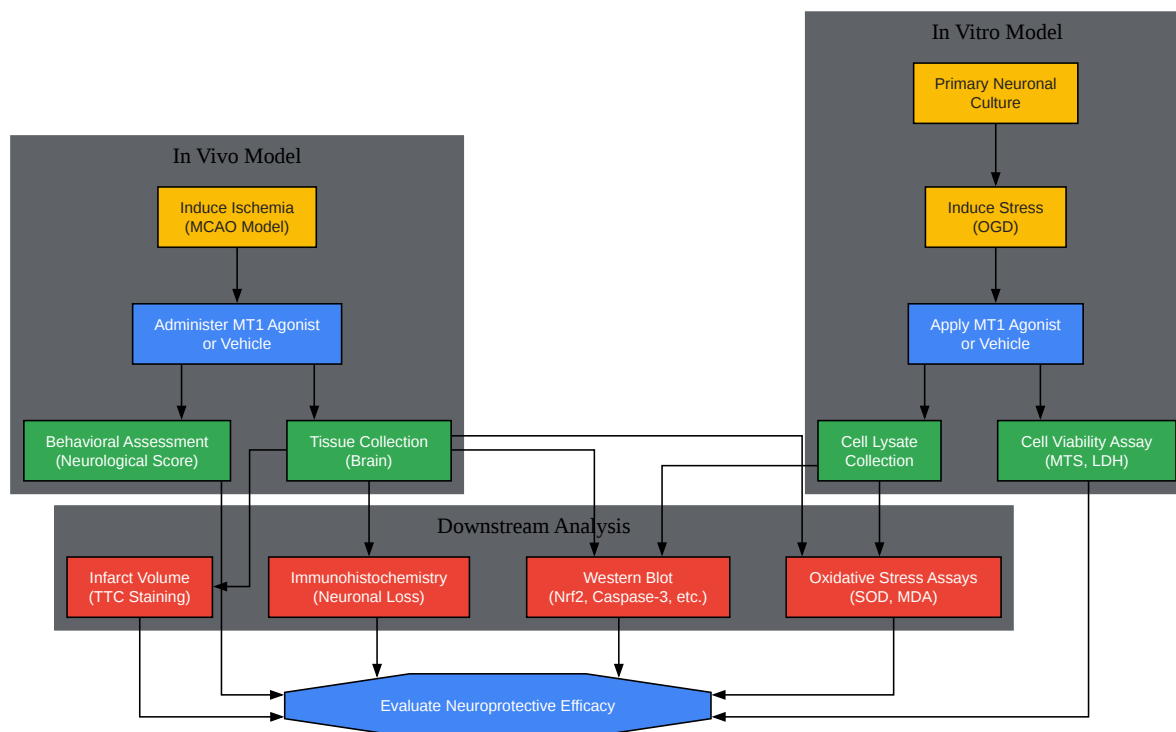 In Vitro Model
Primary Neuronal
Culture
In Vivo Model
Induce Ischemia
(MCAO Model)
Induce Stress
(OGD)
Administer MT1 Agonist
or Vehicle
Apply MT1 Agonist
or Vehicle
Behavioral Assessment
(Neurological Score)
Tissue Collection
(Brain)
Cell Lysate
Collection
Cell Viability Assay
(MTS, LDH)
Downstream Analysis
Infarct Volume
(TTC Staining)
Immunohistochemistry
(Neuronal Loss)
Western Blot
(Nrf2, Caspase-3, etc.)
Oxidative Stress Assays
(SOD, MDA)
Evaluate Neuroprotective Efficacy